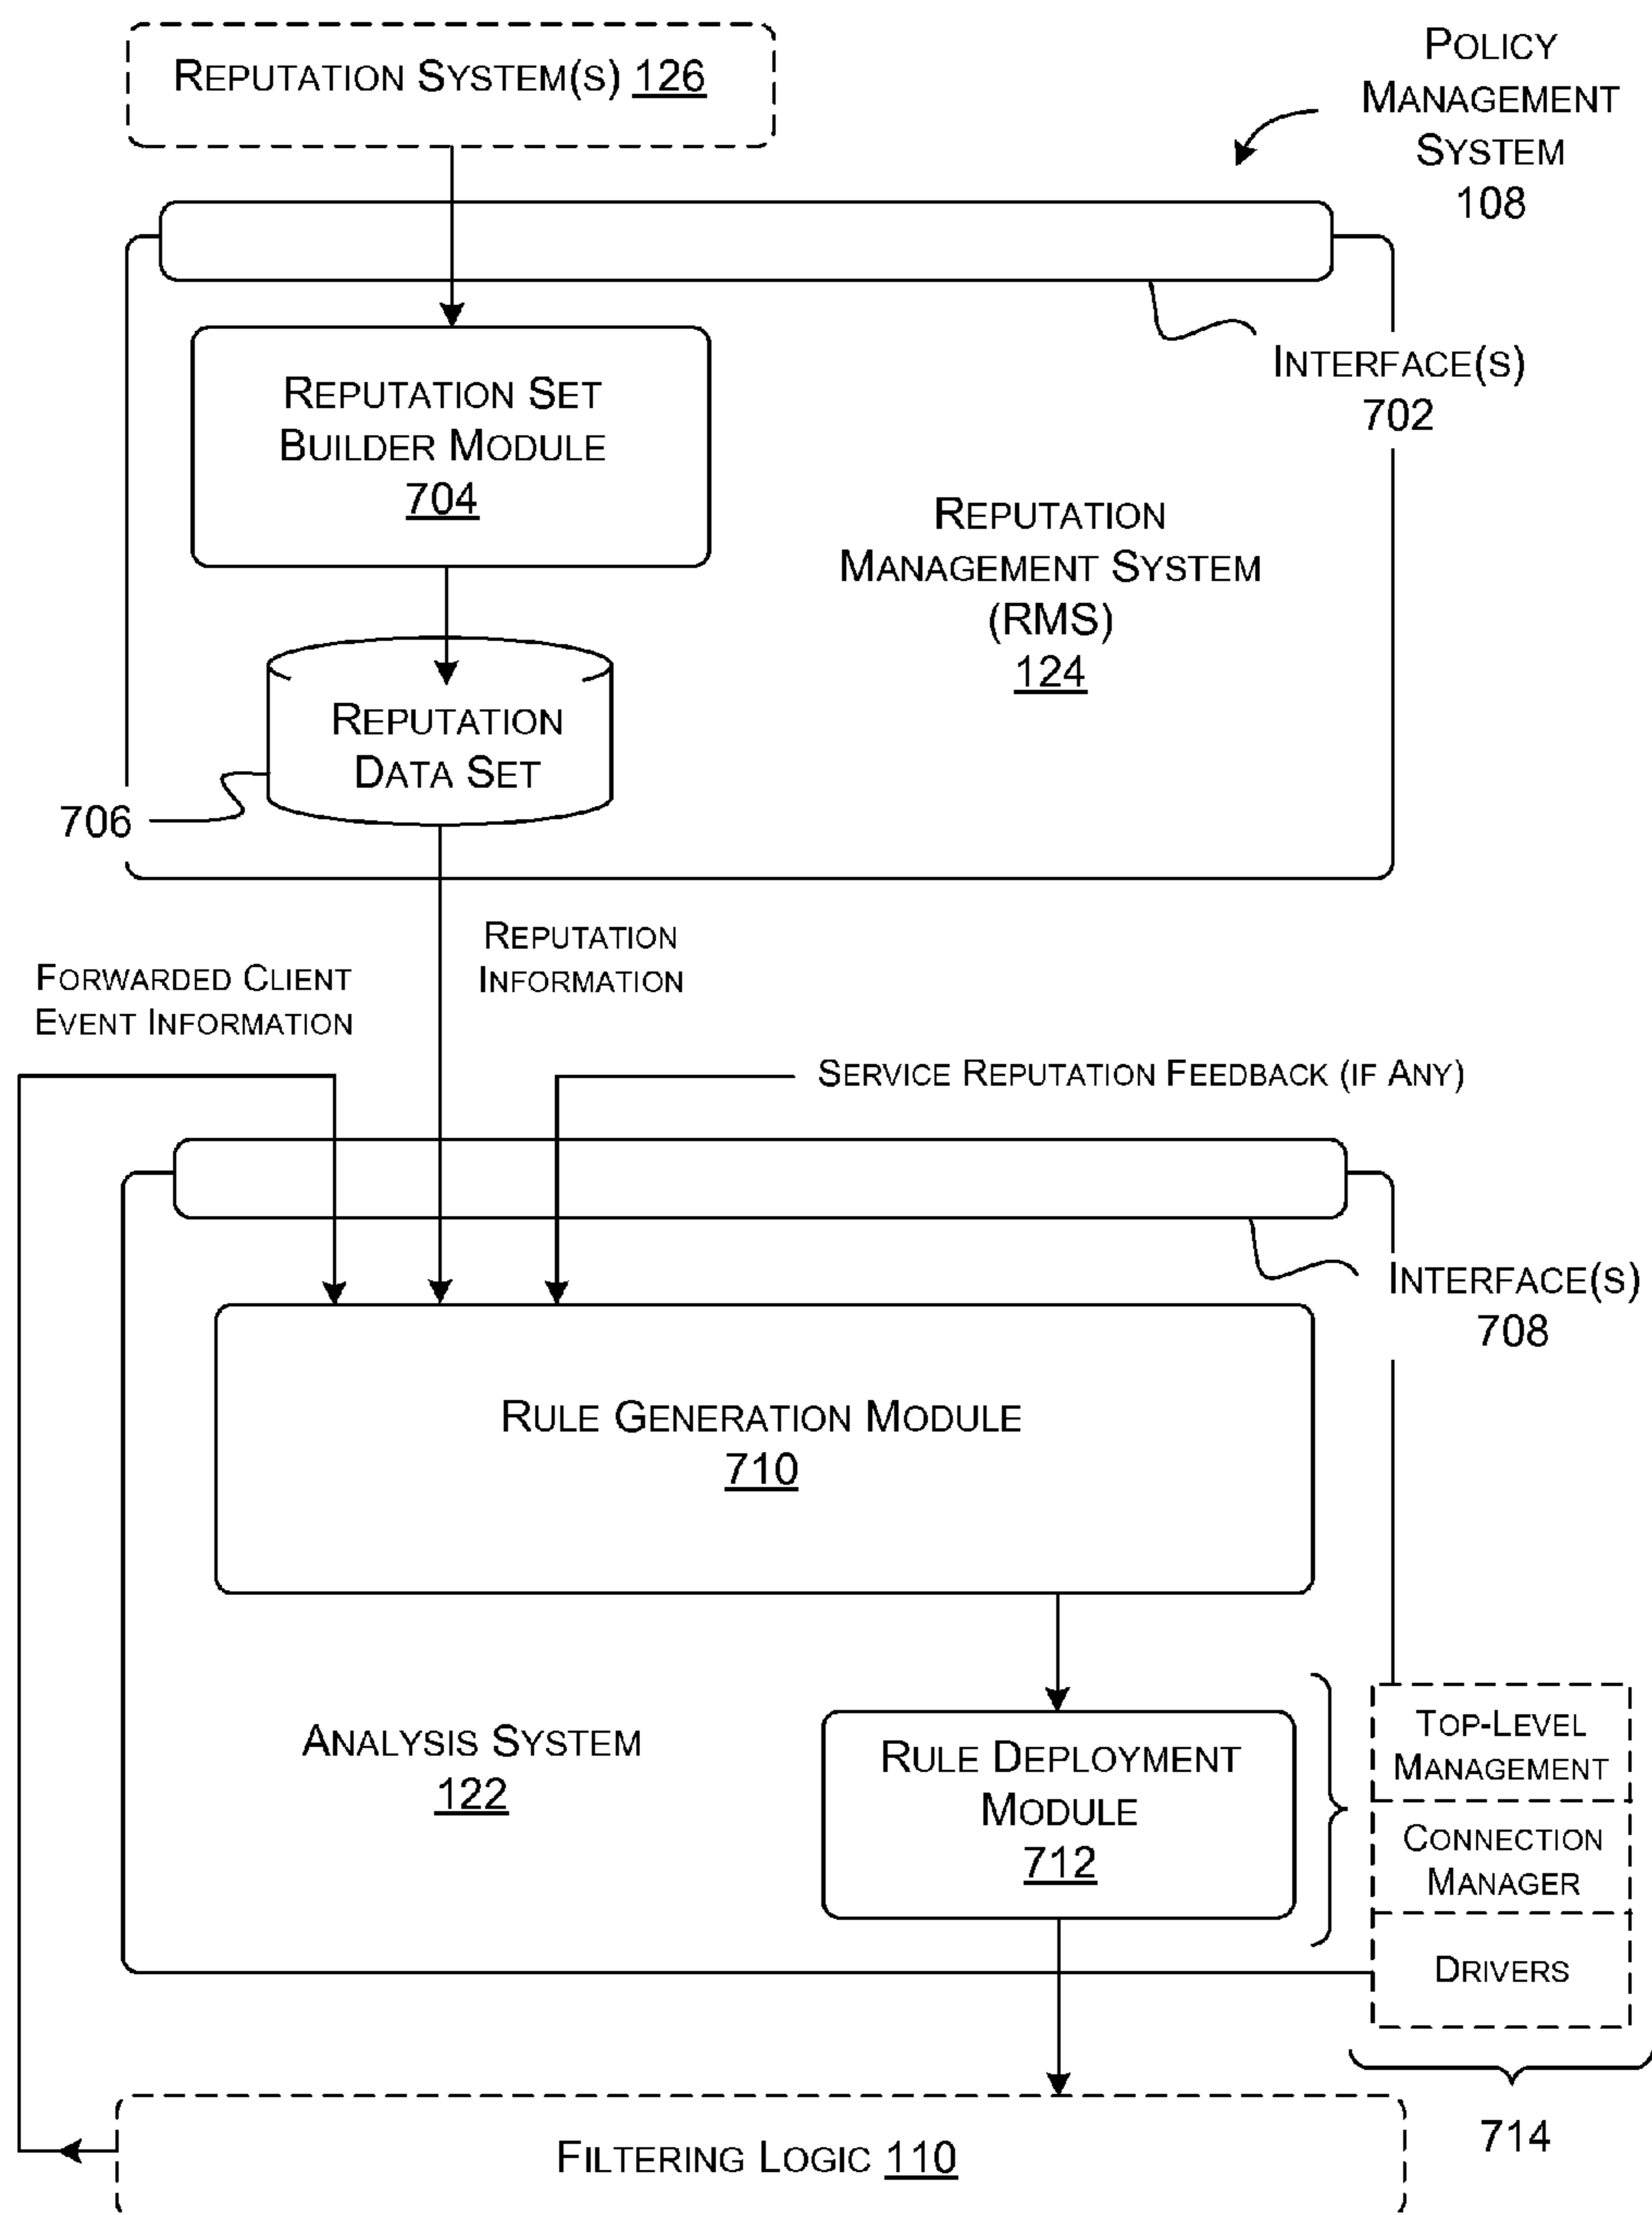 REPUTATION SYSTEM(S) 126
POLICY
MANAGEMENT
SYSTEM
108
INTERFACE(S)
702
REPUTATION SET
BUILDER MODULE
704
REPUTATION
MANAGEMENT SYSTEM
(RMS)
124
REPUTATION
DATA SET
706
REPUTATION
INFORMATION
FORWARDED CLIENT
EVENT INFORMATION
SERVICE REPUTATION FEEDBACK (IF ANY)
INTERFACE(S)
708
RULE GENERATION MODULE
710
ANALYSIS SYSTEM
122
RULE DEPLOYMENT
MODULE
712
TOP-LEVEL
MANAGEMENT
CONNECTION
MANAGER
DRIVERS
714
FILTERING LOGIC 110